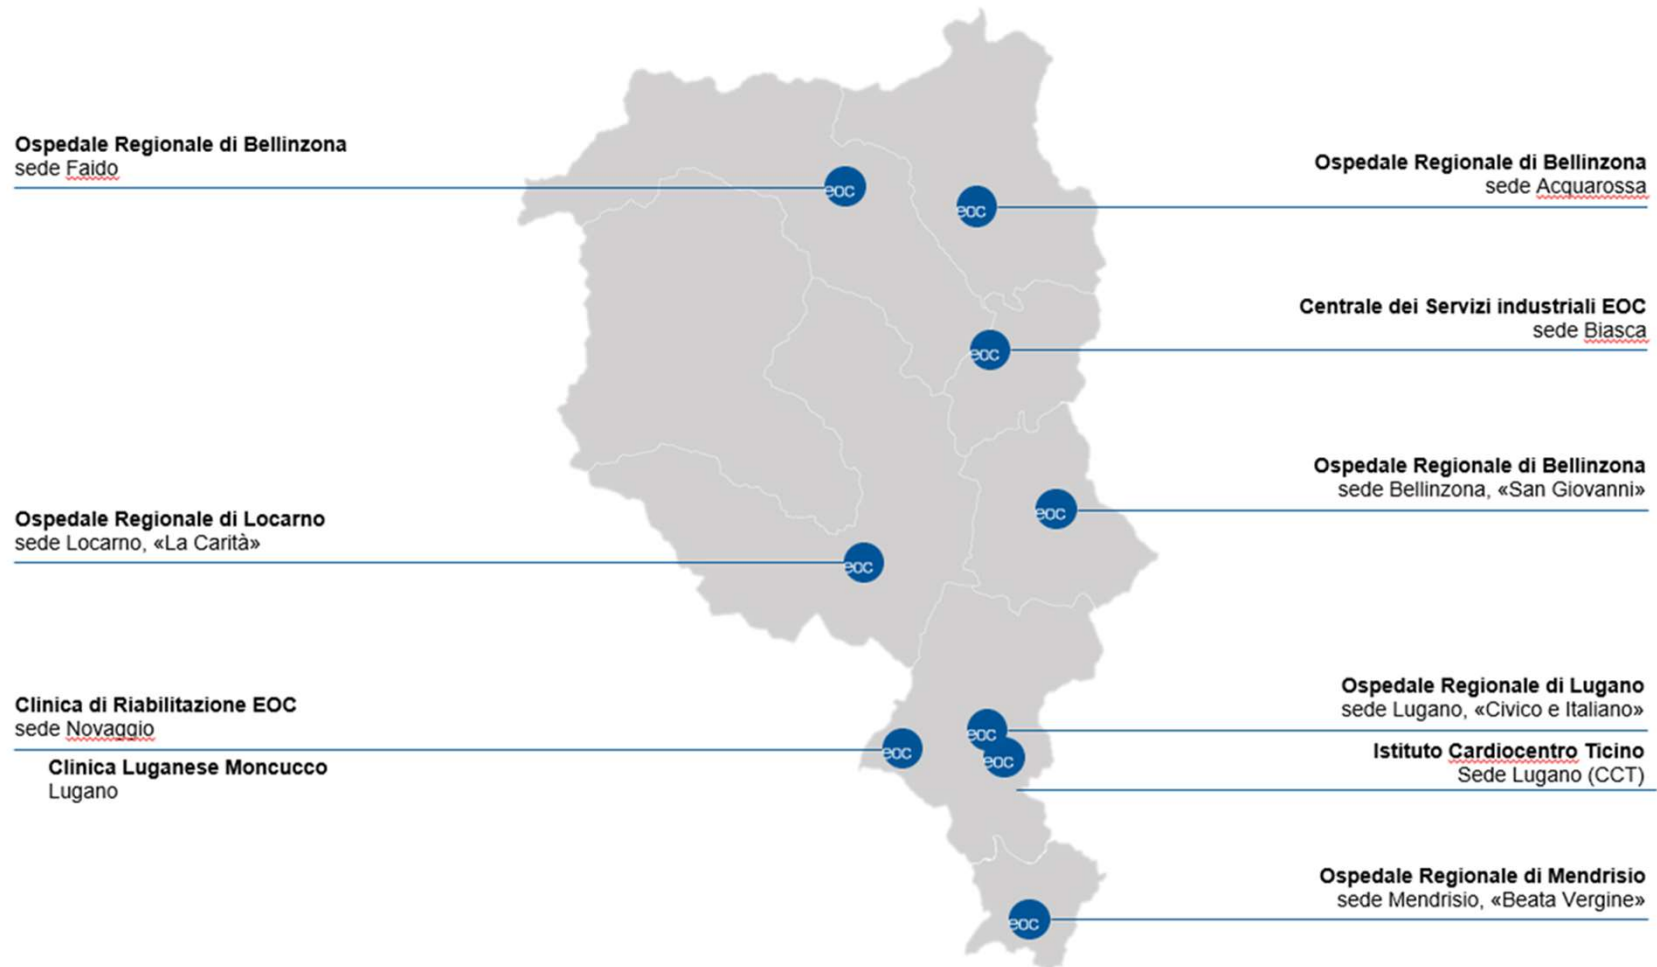 Ospedale Regionale di Bellinzona
sede Faido
eoc
Ospedale Regionale di Bellinzona
sede Acquarossa
eoc
Centrale dei Servizi industriali EOC
sede Biasca
eoc
Ospedale Regionale di Bellinzona
sede Bellinzona, «San Giovanni»
eoc
Ospedale Regionale di Locarno
sede Locarno, «La Carità»
eoc
Ospedale Regionale di Lugano
sede Lugano, «Civico e Italiano»
eoc
Clinica di Riabilitazione EOC
sede Novaggio
eoc
Clinica Luganese Moncucco
Lugano
Istituto Cardiocentro Ticino
Sede Lugano (CCT)
eoc
Ospedale Regionale di Mendrisio
sede Mendrisio, «Beata Vergine»
eoc